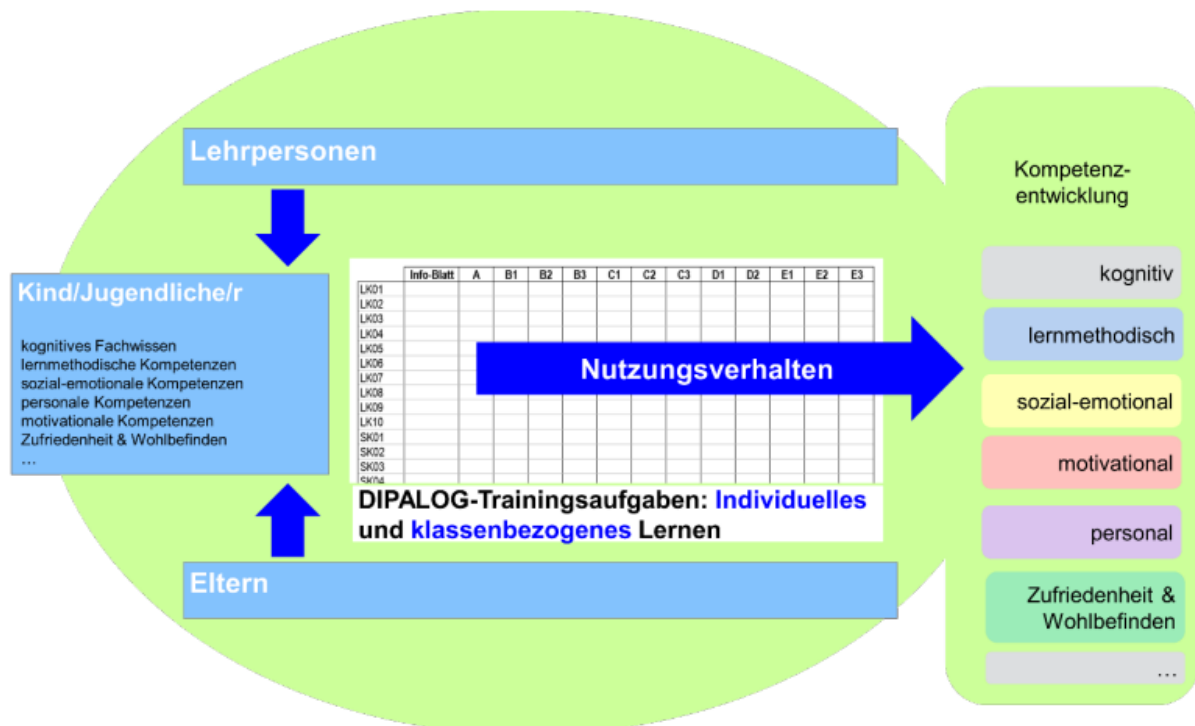 Lehrpersonen
Kompetenz-
entwicklung
Kind/Jugendliche/r
kognitives Fachwissen
lernmethodische Kompetenzen
sozial-emotionale Kompetenzen
personale Kompetenzen
motivationale Kompetenzen
Zufriedenheit & Wohlbefinden
...
Info-Blatt A B1 B2 B3 C1 C2 C3 D1 D2 E1 E2 E3
LK01
LK02
LK03
LK04
LK05
LK06
LK07
LK08
LK09
LK10
SK01
SK02
SK03
SK04
Nutzungsverhalten
DIPALOG-Trainingsaufgaben: Individuelles
und klassenbezogenes Lernen
Eltern
kognitiv
lernmethodisch
sozial-emotional
motivational
personal
Zufriedenheit &
Wohlbefinden
...